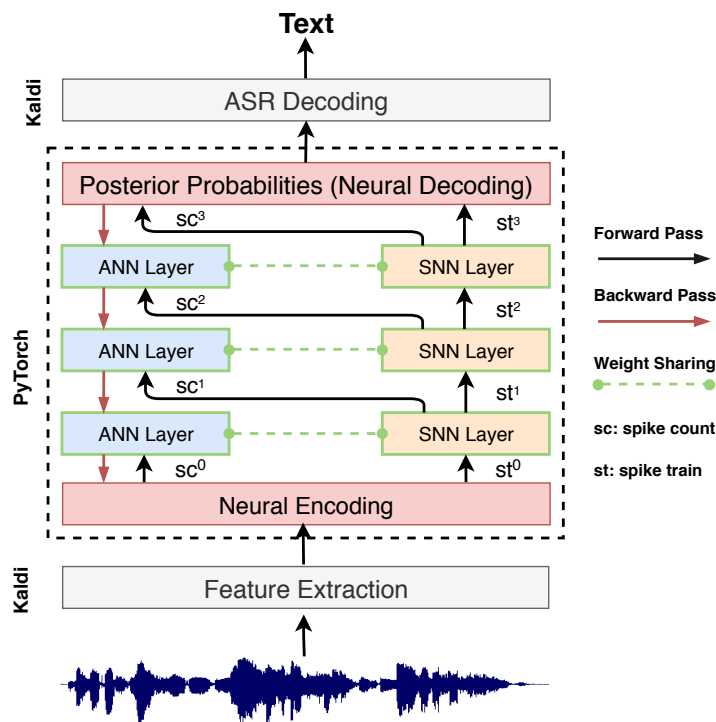 Text
Kaldi
ASR Decoding
Posterior Probabilities (Neural Decoding)
sc³
st³
ANN Layer
SNN Layer
sc²
st²
ANN Layer
SNN Layer
sc¹
st¹
ANN Layer
SNN Layer
sc⁰
st⁰
Neural Encoding
PyTorch
Kaldi
Feature Extraction
Forward Pass
Backward Pass
Weight Sharing
sc: spike count
st: spike train